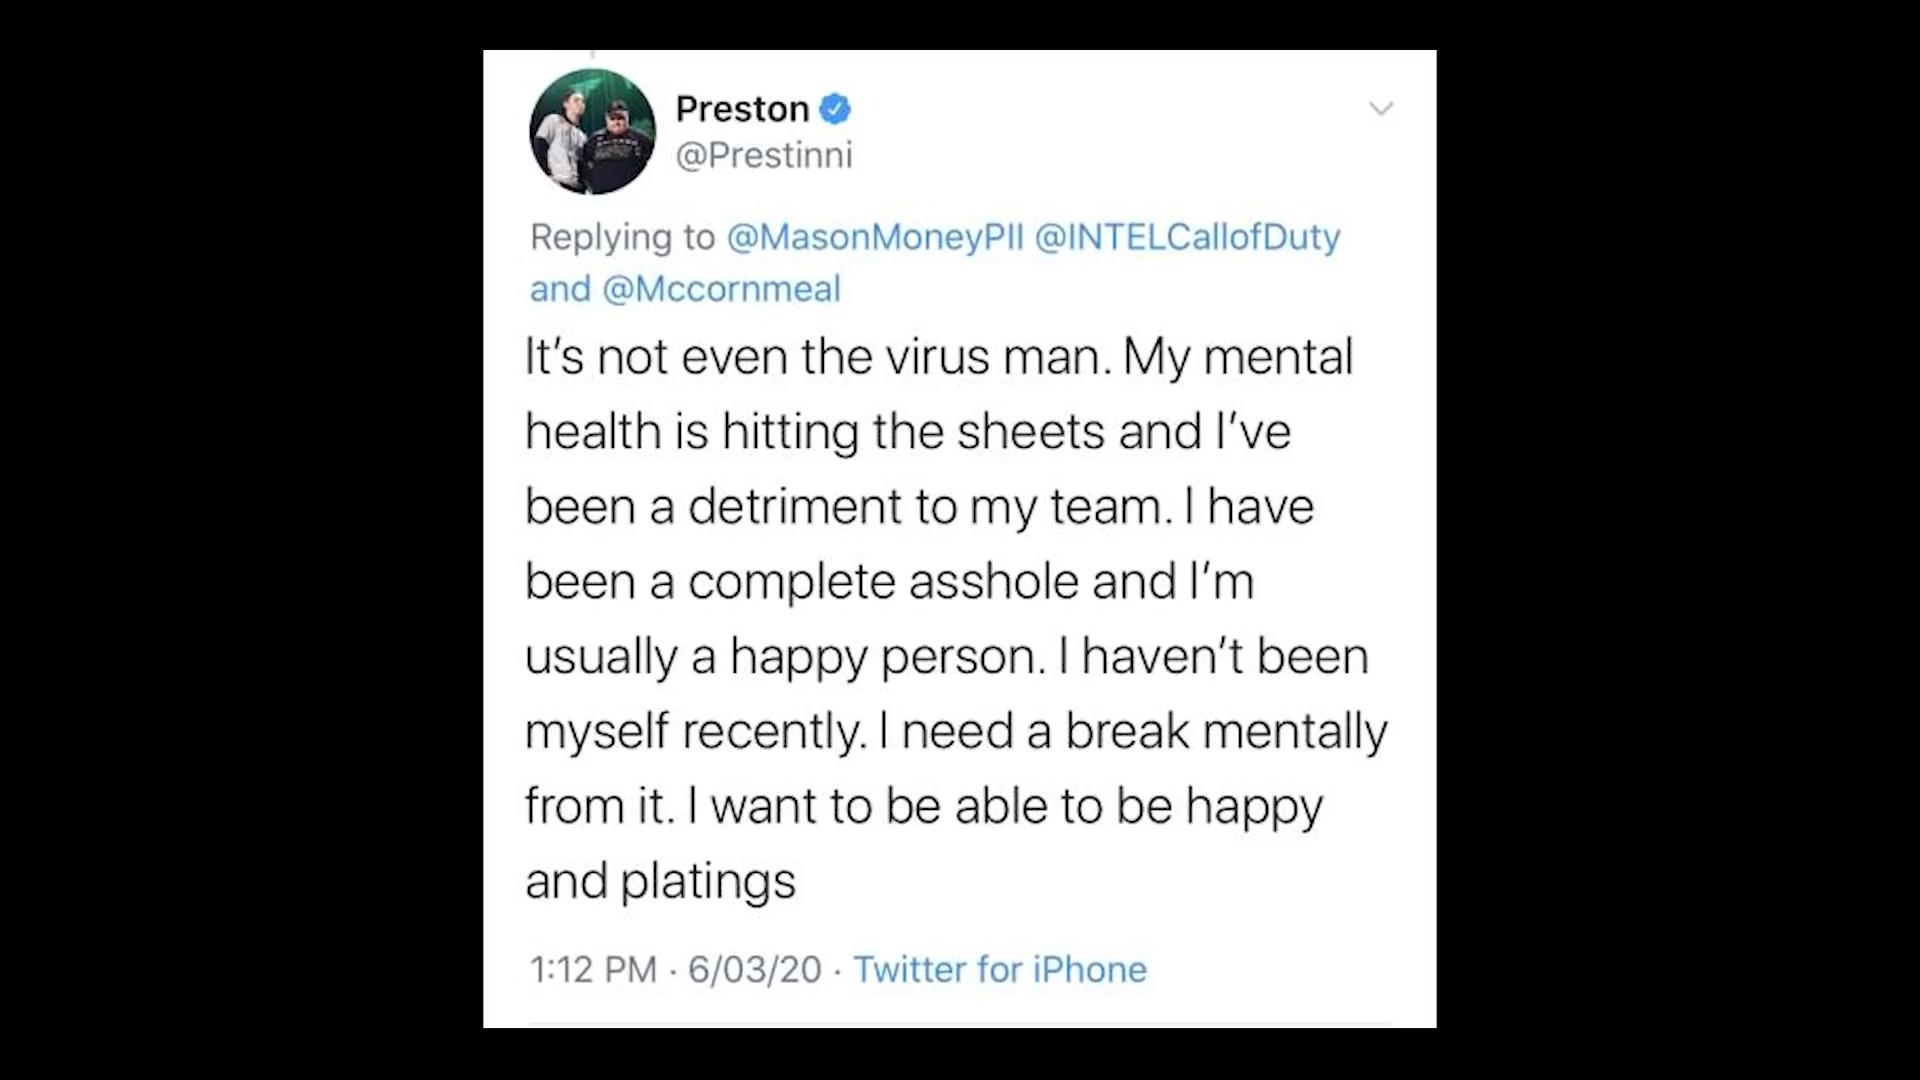 Preston
@Prestinni
Replying to @MasonMoneyPII @INTELCallofDuty
and @Mccornmeal
It's not even the virus man. My mental
health is hitting the sheets and I've
been a detriment to my team. I have
been a complete asshole and I'm
usually a happy person. I haven't been
myself recently. I need a break mentally
from it. I want to be able to be happy
and platings
1:12 PM · 6/03/20 · Twitter for iPhone